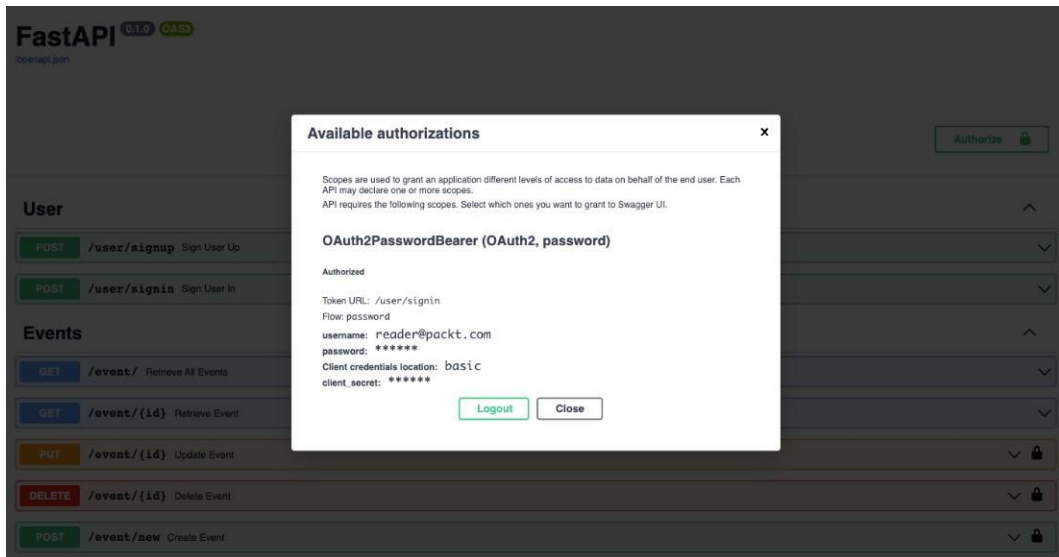 FastAPI 0.1.0 OAS3
/openapi.json
Authorize
Available authorizations x
Scopes are used to grant an application different levels of access to data on behalf of the end user. Each
API may declare one or more scopes.
API requires the following scopes. Select which ones you want to grant to Swagger UI.
OAuth2PasswordBearer (OAuth2, password)
Authorized
Token URL: /user/signin
Flow: password
username: reader@packt.com
password: ******
Client credentials location: basic
client_secret: ******
Logout Close
User
POST /user/signup Sign User Up
POST /user/signin Sign User In
Events
GET /event/ Retrieve All Events
GET /event/{id} Retrieve Event
PUT /event/{id} Update Event
DELETE /event/{id} Delete Event
POST /event/new Create Event